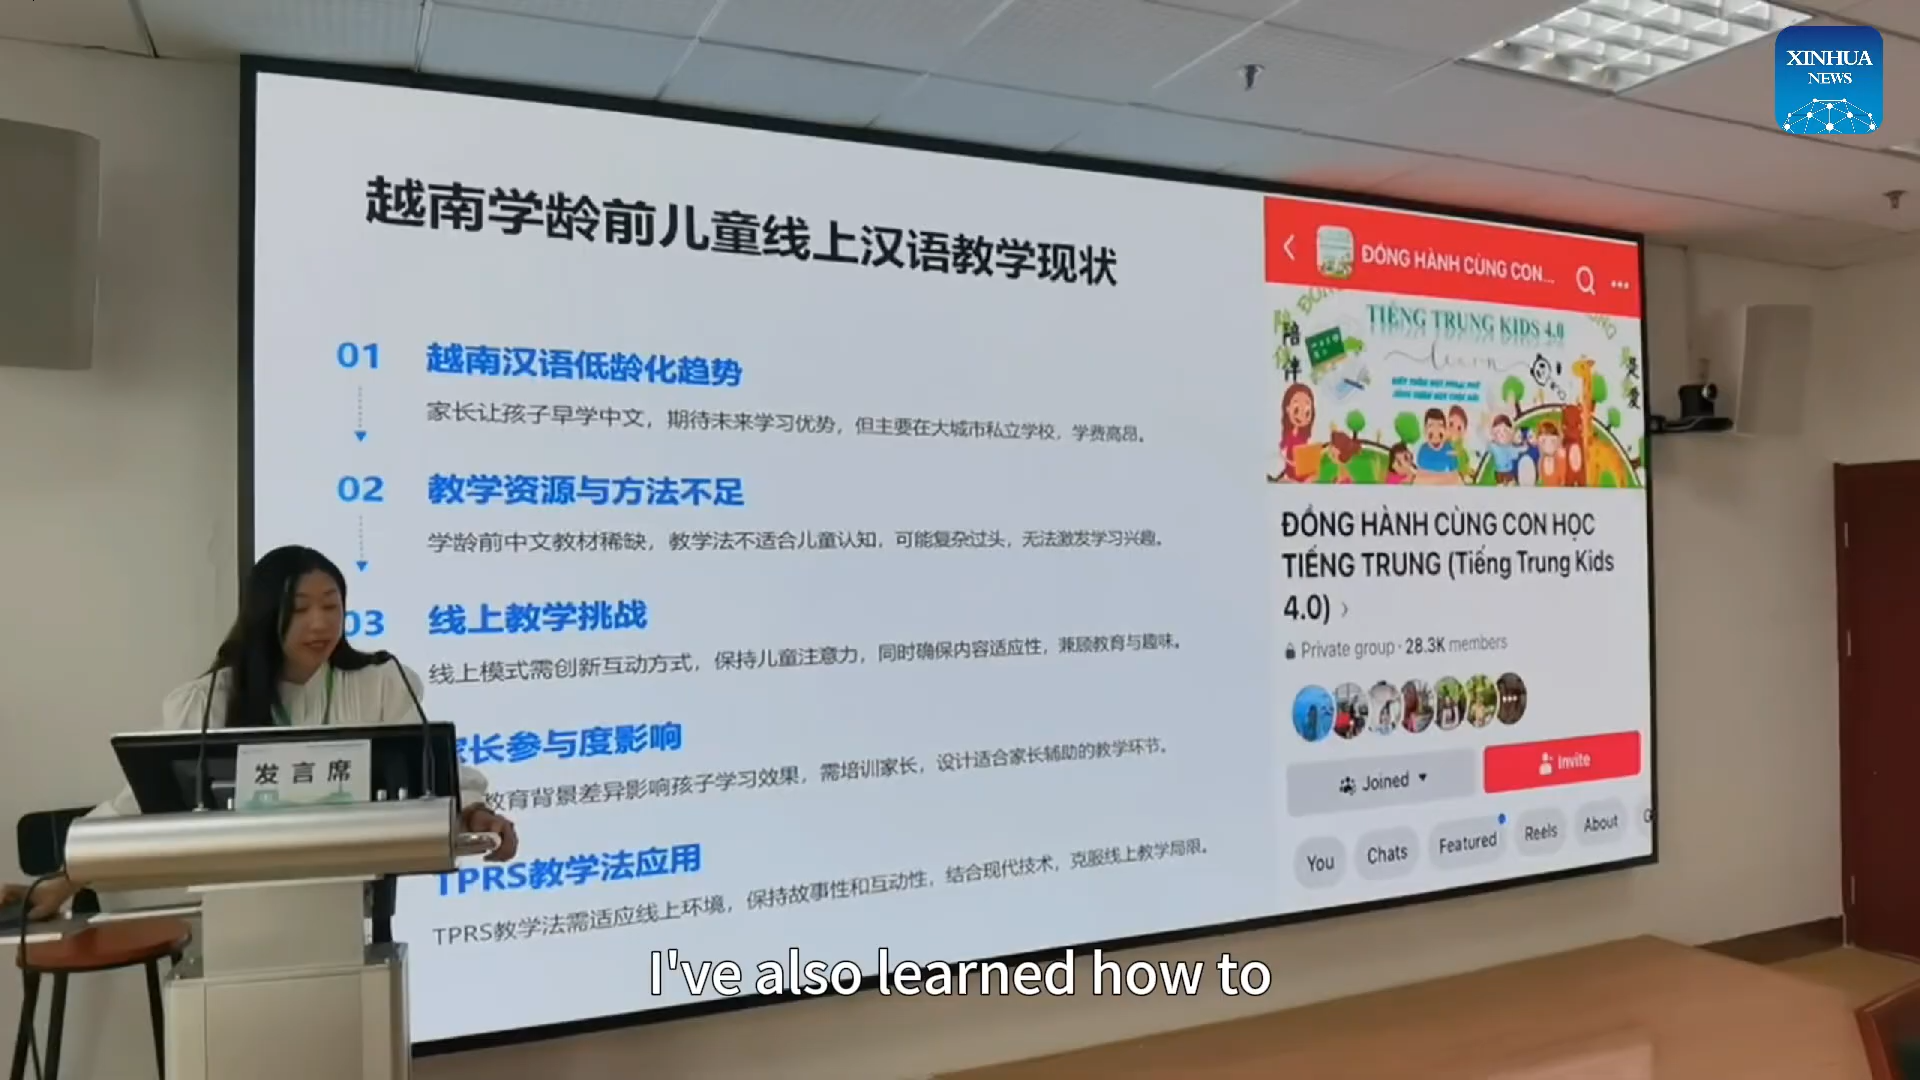 XINHUA
NEWS
越南学龄前儿童线上汉语教学现状
01 越南汉语低龄化趋势
家长让孩子早学中文，期待未来学习优势，但主要在大城市私立学校，学费高昂。
02 教学资源与方法不足
学龄前中文教材稀缺，教学法不适合儿童认知，可能复杂过头，无法激发学习兴趣。
03 线上教学挑战
线上模式需创新互动方式，保持儿童注意力，同时确保内容适应性，兼顾教育与趣味。
家长参与度影响
教育背景差异影响孩子学习效果，需培训家长，设计适合家长辅助的教学环节。
TPRS教学法应用
TPRS教学法需适应线上环境，保持故事性和互动性，结合现代技术，克服线上教学局限。
ĐỒNG HÀNH CÙNG CON...
陪伴
TIẾNG TRUNG KIDS 4.0
learn
是爱
ĐỒNG HÀNH CÙNG CON HỌC
TIẾNG TRUNG (Tiếng Trung Kids
4.0) ›
Private group · 28.3K members
Joined
Invite
You
Chats
Featured
Reels
About
发言席
I've also learned how to